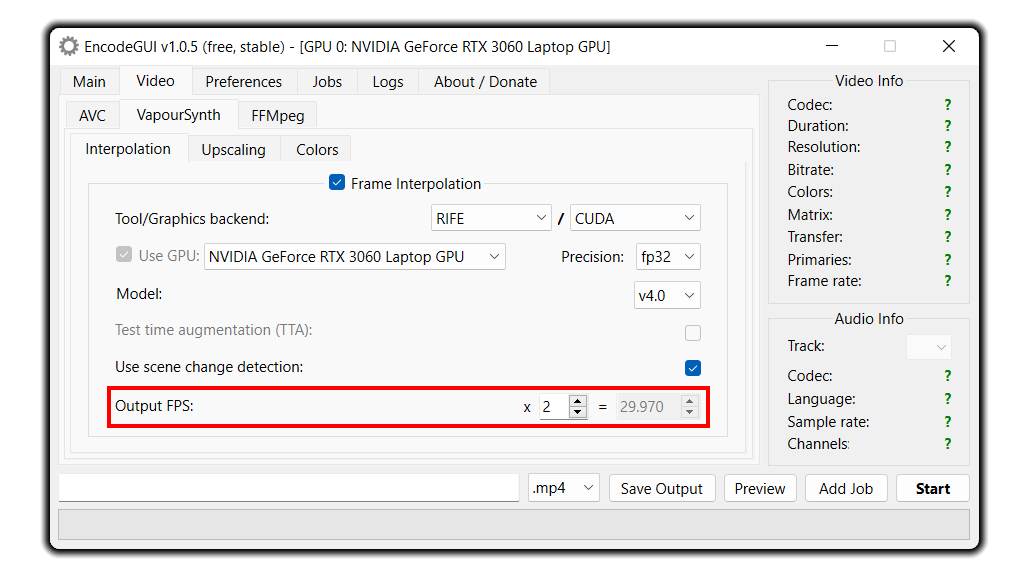 EncodeGUI v1.0.5 (free, stable) - [GPU 0: NVIDIA GeForce RTX 3060 Laptop GPU]
Main Video Preferences Jobs Logs About / Donate
AVC VapourSynth FFMpeg
Interpolation Upscaling Colors
Frame Interpolation
Tool/Graphics backend: RIFE / CUDA
Use GPU: NVIDIA GeForce RTX 3060 Laptop GPU Precision: fp32
Model: v4.0
Test time augmentation (TTA):
Use scene change detection:
Output FPS: x 2 = 29.970
Video Info
Codec: ?
Duration: ?
Resolution: ?
Bitrate: ?
Colors: ?
Matrix: ?
Transfer: ?
Primaries: ?
Frame rate: ?
Audio Info
Track:
Codec: ?
Language: ?
Sample rate: ?
Channels: ?
.mp4 Save Output Preview Add Job Start